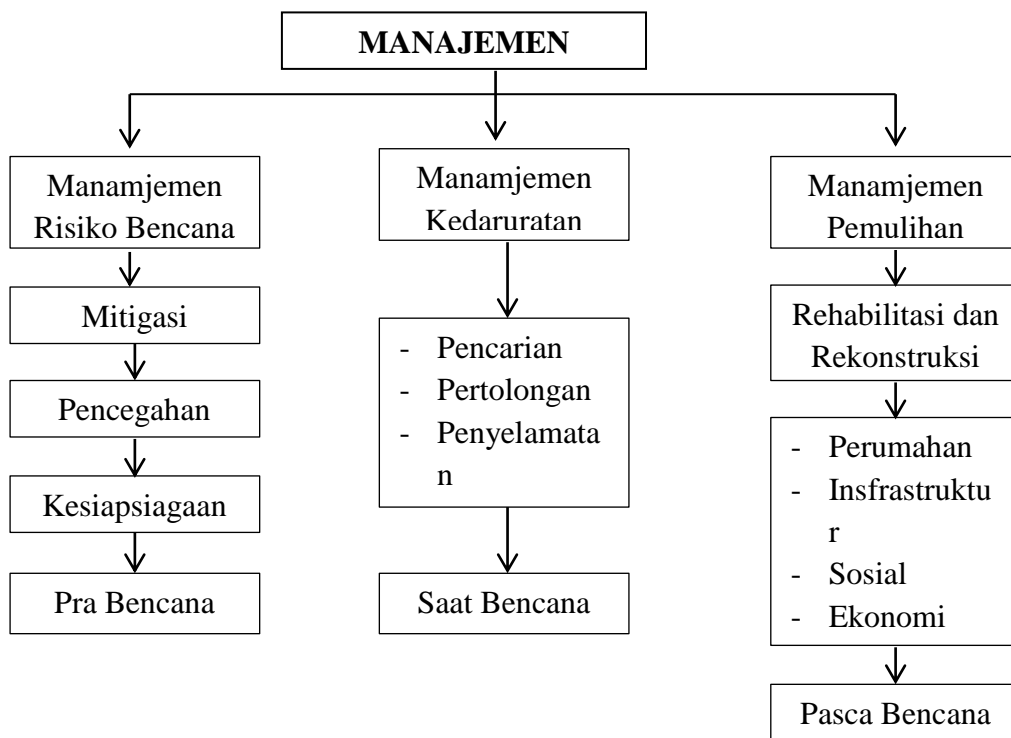 MANAJEMEN
Manamjemen
Risiko Bencana
Mitigasi
Pencegahan
Kesiapsiagaan
Pra Bencana
Manamjemen
Kedaruratan
- Pencarian
- Pertolongan
- Penyelamata
n
Saat Bencana
Manamjemen
Pemulihan
Rehabilitasi dan
Rekonstruksi
- Perumahan
- Insfrastruktu
r
- Sosial
- Ekonomi
Pasca Bencana